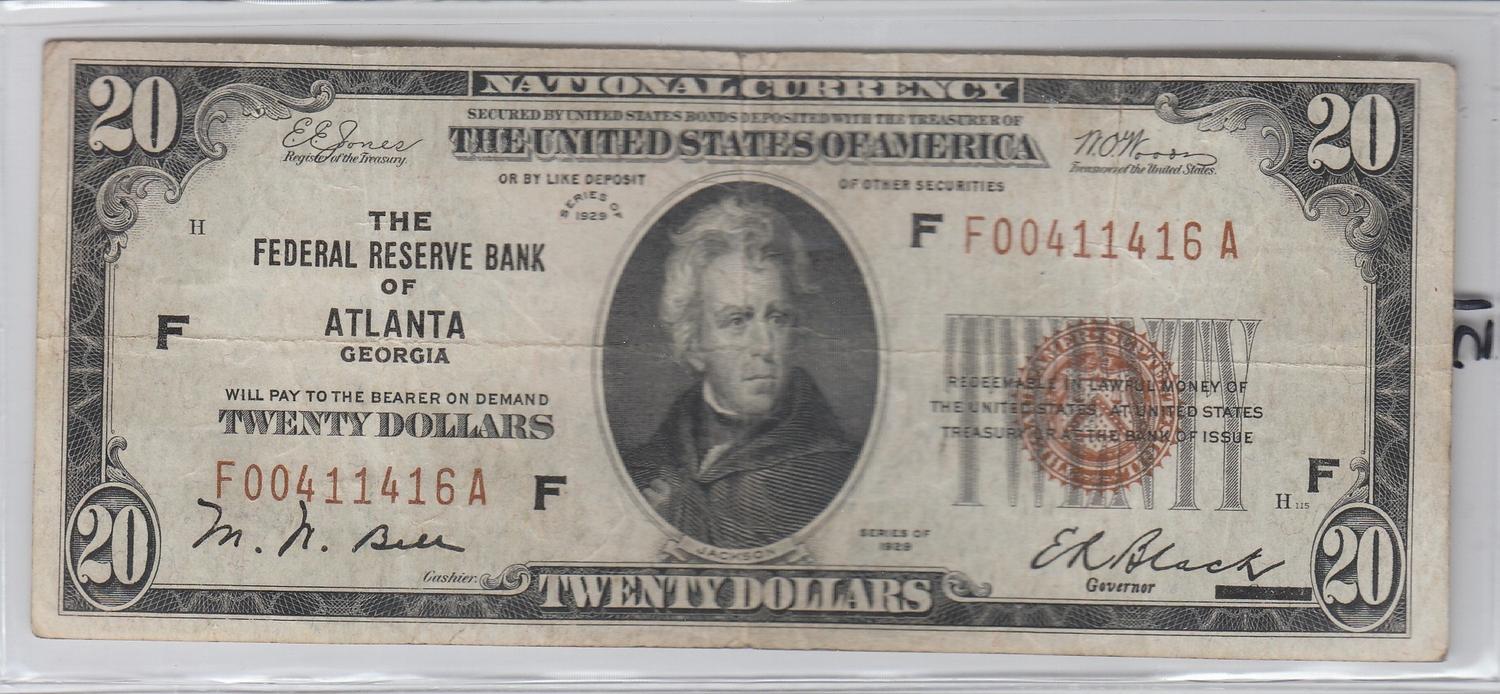 NATIONAL CURRENCY
20
20
SECURED BY UNITED STATES BONDS DEPOSITED WITH THE TREASURER OF
THE UNITED STATES OF AMERICA
E.E. Jones
Register of the Treasury.
W.O. Woods
Treasurer of the United States.
OR BY LIKE DEPOSIT
OF OTHER SECURITIES
SERIES OF
1929
H
THE
FEDERAL RESERVE BANK
OF
ATLANTA
GEORGIA
F
F
F00411416A
WILL PAY TO THE BEARER ON DEMAND
TWENTY DOLLARS
F00411416A
F
TWENTY
REDEEMABLE IN LAWFUL MONEY OF
THE UNITED STATES AT UNITED STATES
TREASURY OR AT THE BANK OF ISSUE
F
H 115
M. W. Bell
Cashier.
JACKSON
SERIES OF
1929
E R Black
Governor
20
TWENTY DOLLARS
20
21